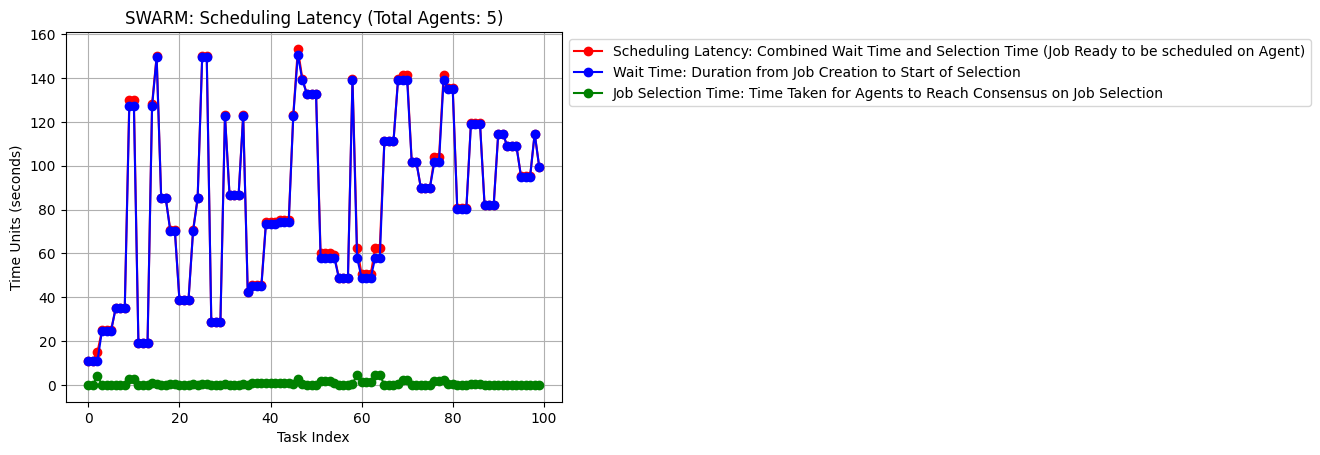 SWARM: Scheduling Latency (Total Agents: 5)
160
140
120
100
80
60
40
20
0
Time Units (seconds)
0 20 40 60 80 100
Task Index
Scheduling Latency: Combined Wait Time and Selection Time (Job Ready to be scheduled on Agent)
Wait Time: Duration from Job Creation to Start of Selection
Job Selection Time: Time Taken for Agents to Reach Consensus on Job Selection